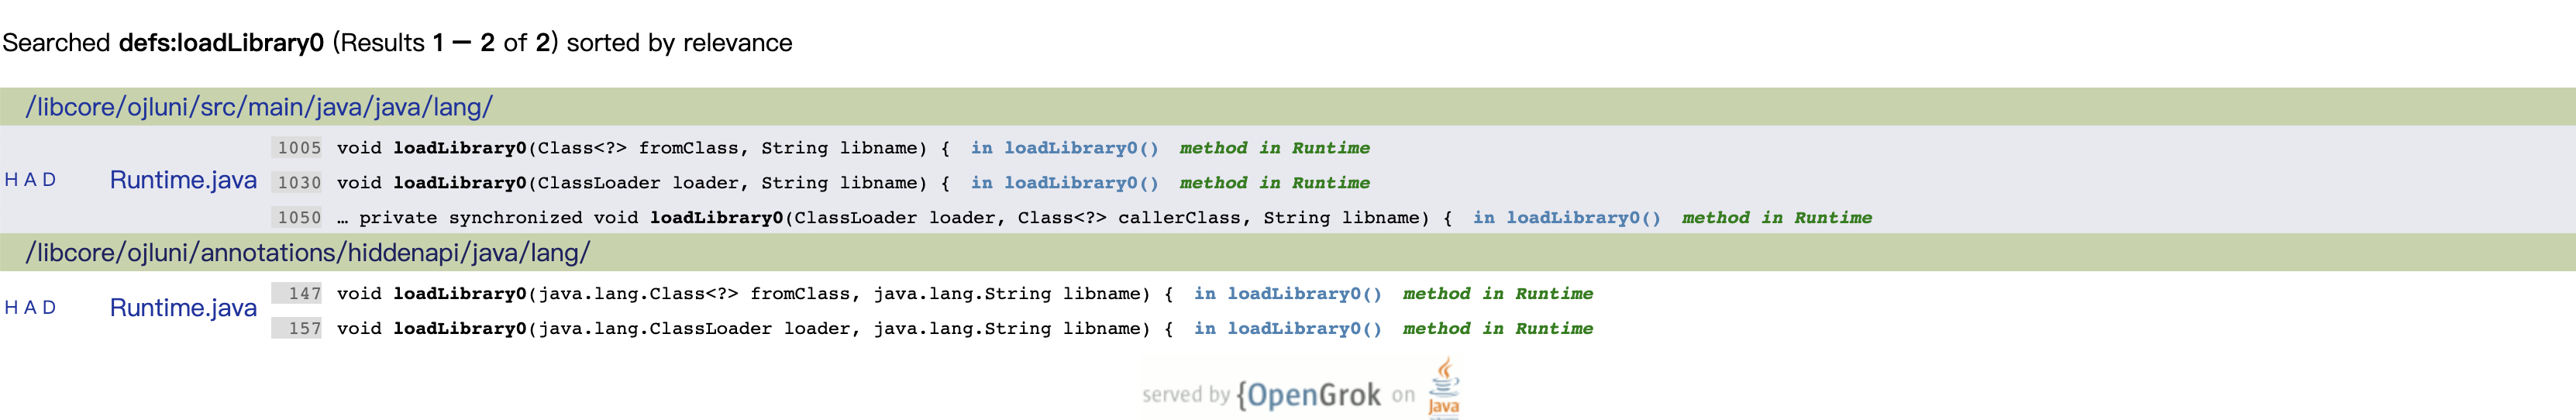 Searched defs:loadLibrary0 (Results 1 – 2 of 2) sorted by relevance
/libcore/ojluni/src/main/java/java/lang/
H A D Runtime.java
1005 void loadLibrary0(Class<?> fromClass, String libname) { in loadLibrary0() method in Runtime
1030 void loadLibrary0(ClassLoader loader, String libname) { in loadLibrary0() method in Runtime
1050 … private synchronized void loadLibrary0(ClassLoader loader, Class<?> callerClass, String libname) { in loadLibrary0() method in Runtime
/libcore/ojluni/annotations/hiddenapi/java/lang/
H A D Runtime.java
147 void loadLibrary0(java.lang.Class<?> fromClass, java.lang.String libname) { in loadLibrary0() method in Runtime
157 void loadLibrary0(java.lang.ClassLoader loader, java.lang.String libname) { in loadLibrary0() method in Runtime
served by {OpenGrok on Java